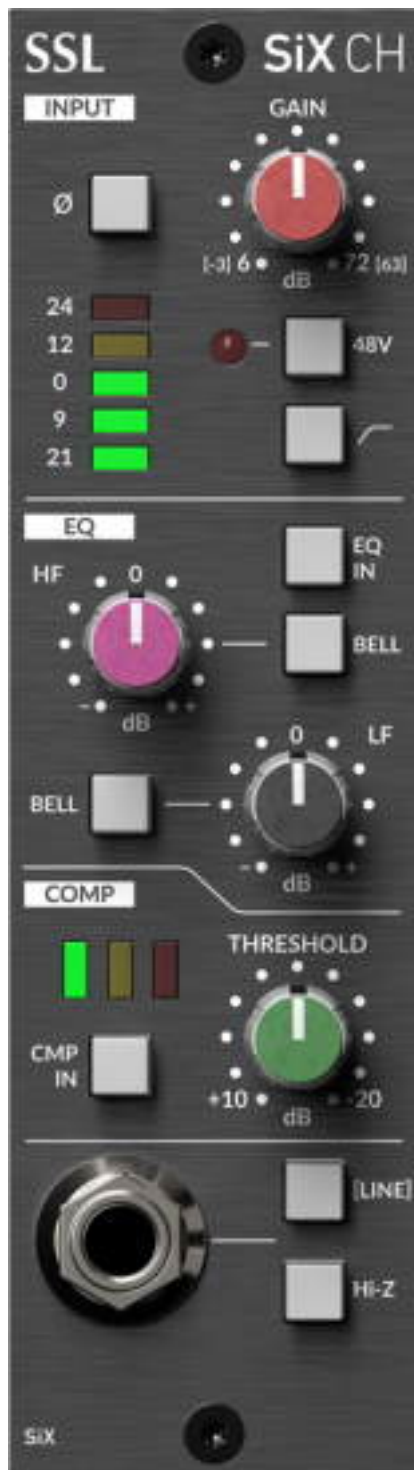 SSL SiX CH
INPUT
GAIN
Ø
[-3] 6 72 [63]
dB
24
12
0
9
21
48V
EQ
HF
0
EQ
IN
BELL
- +
dB
0
LF
BELL
- +
dB
COMP
THRESHOLD
CMP
IN
+10 -20
dB
[LINE]
Hi-Z
SiX